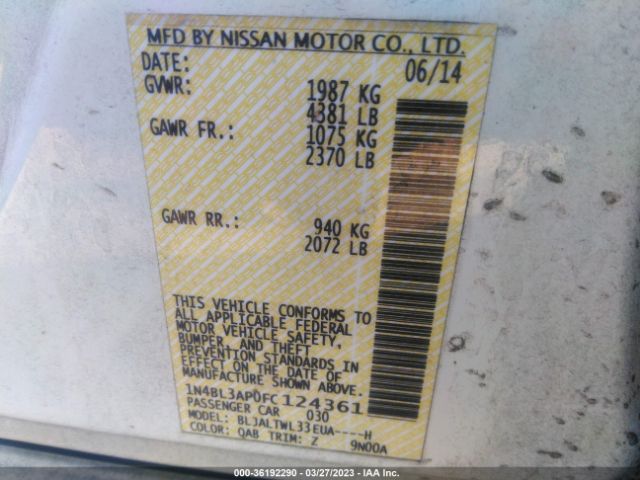 MFD BY NISSAN MOTOR CO., LTD.
DATE: 06/14
GVWR: 1987 KG
4381 LB
GAWR FR.: 1075 KG
2370 LB
GAWR RR.: 940 KG
2072 LB
THIS VEHICLE CONFORMS TO
ALL APPLICABLE FEDERAL
MOTOR VEHICLE SAFETY,
BUMPER, AND THEFT
PREVENTION STANDARDS IN
EFFECT ON THE DATE OF
MANUFACTURE SHOWN ABOVE.
1N4BL3AP0FC124361
PASSENGER CAR 030
MODEL: BLJALTWL33EUA----H
COLOR: QAB TRIM: Z 9N00A
000-36192290 - 03/27/2023 - IAA Inc.